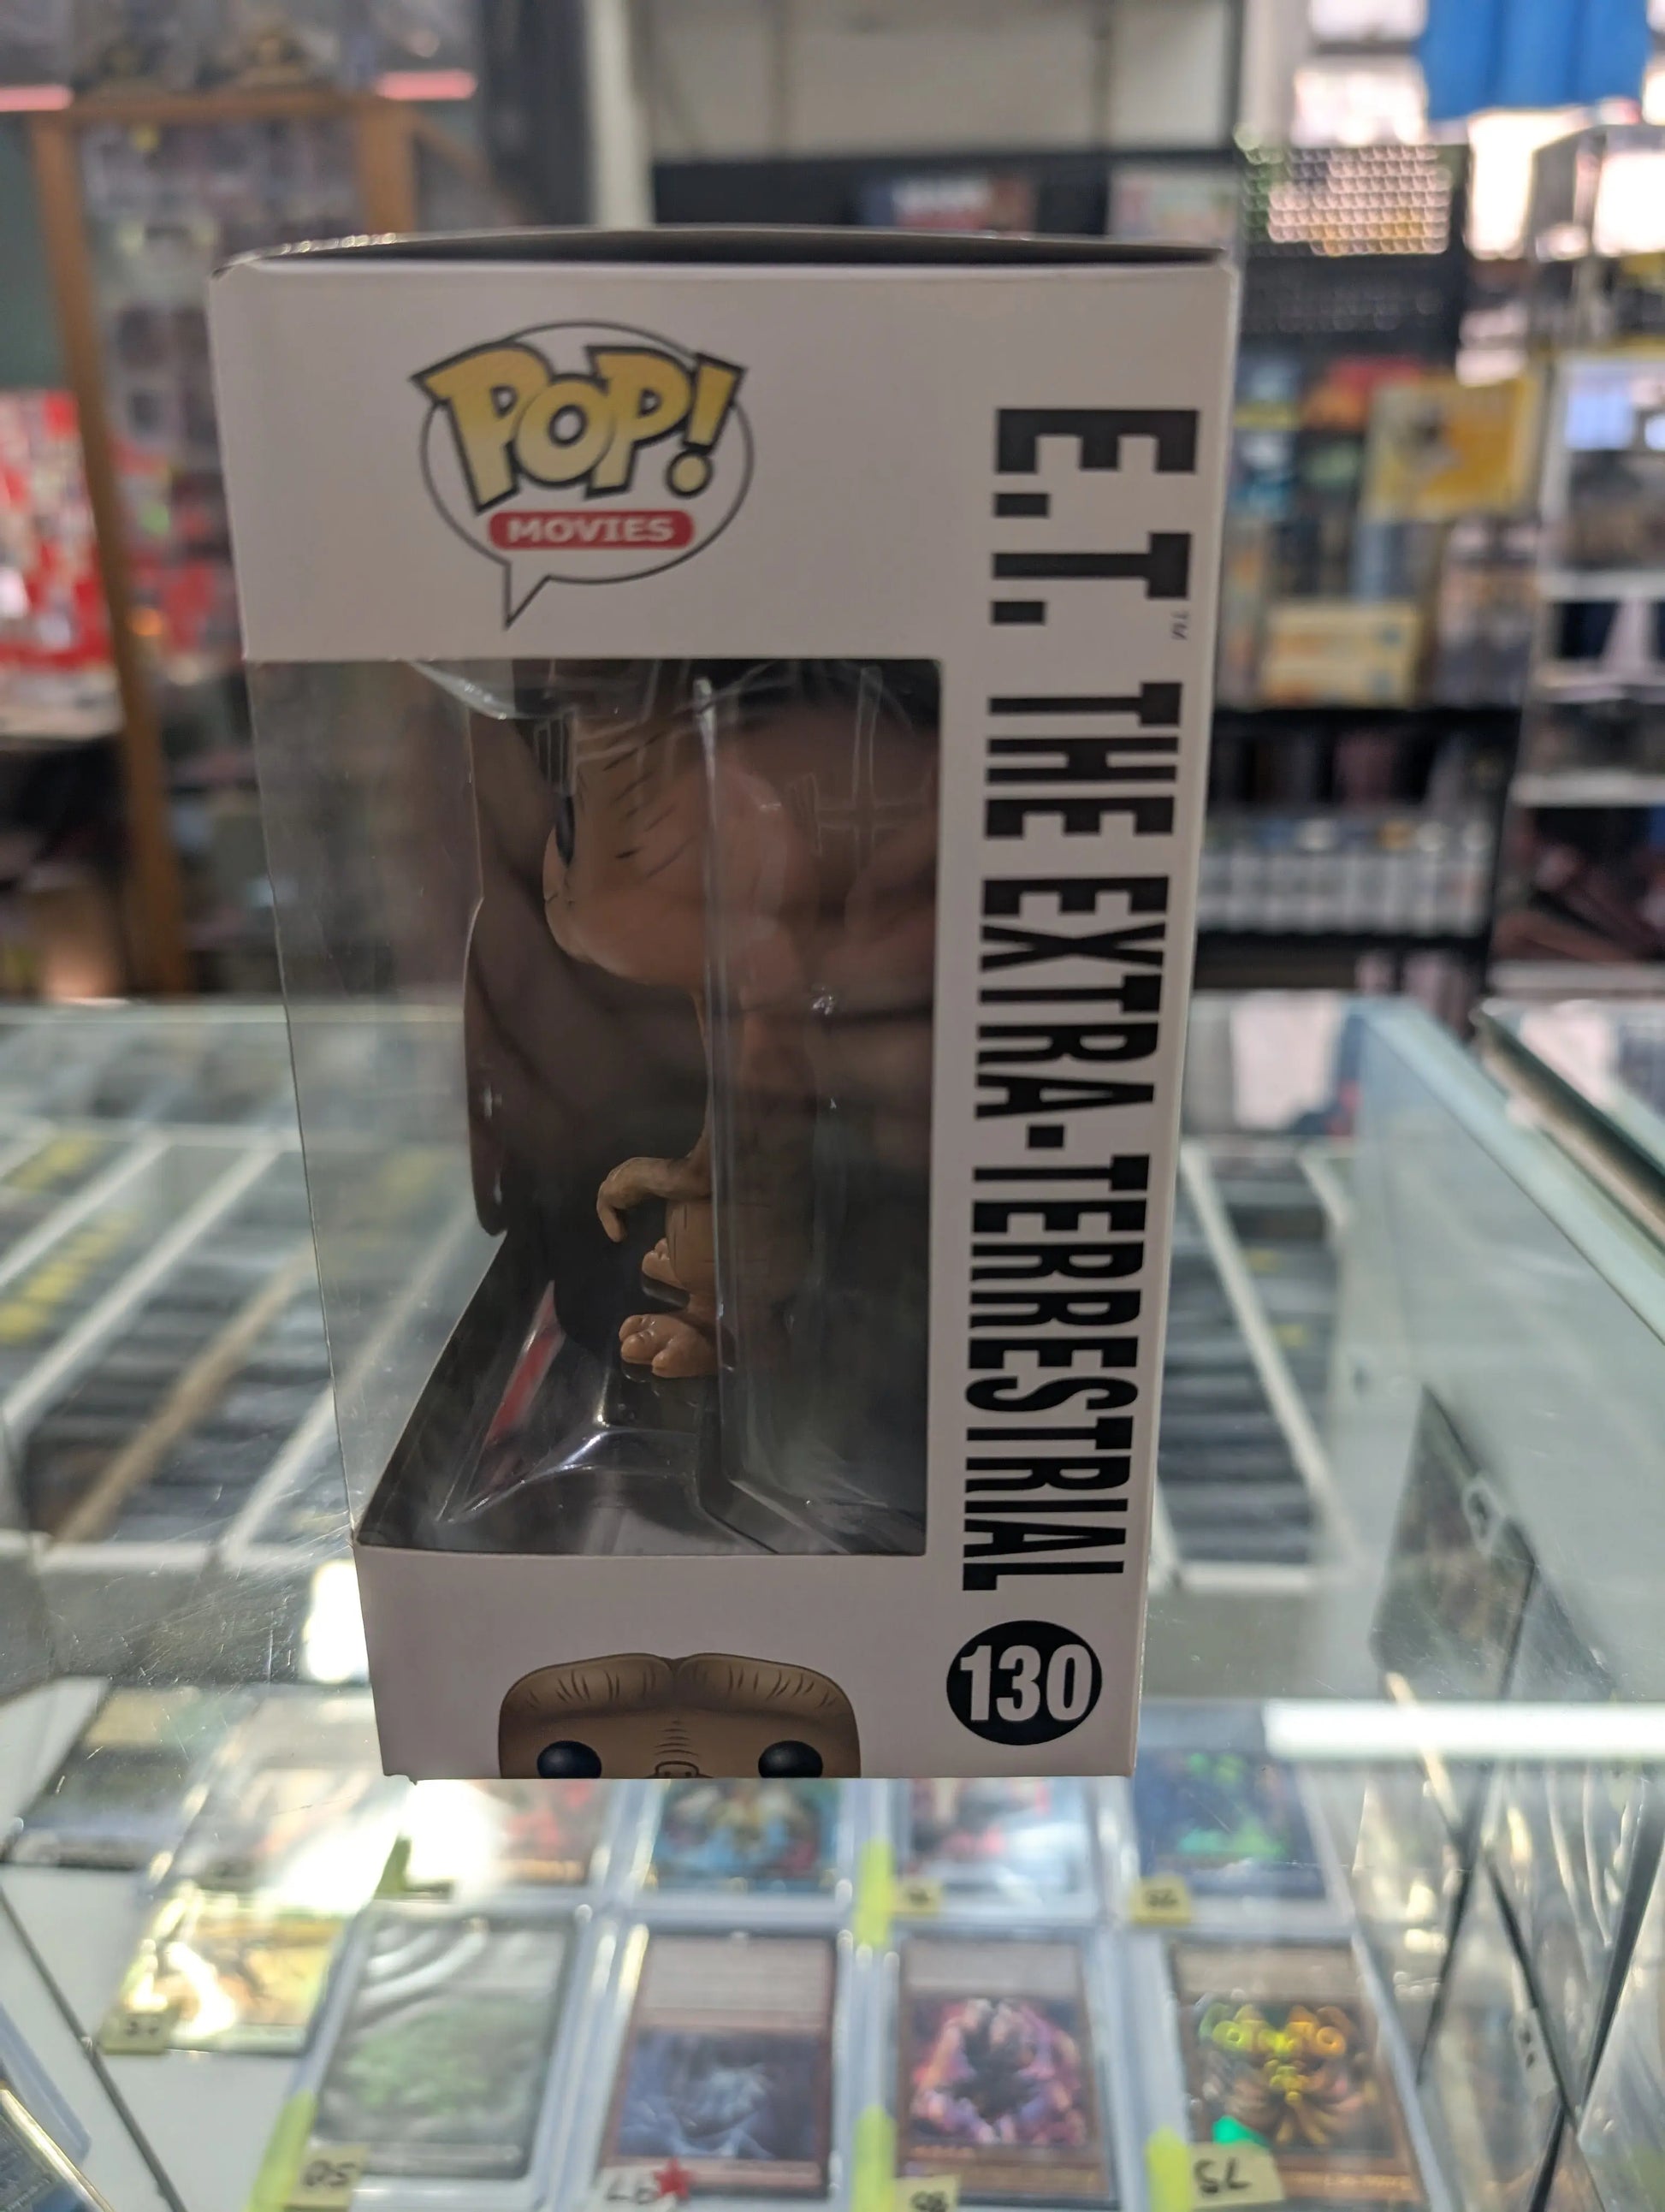 POP!
MOVIES
E.T.™ THE EXTRA-TERRESTRIAL
130